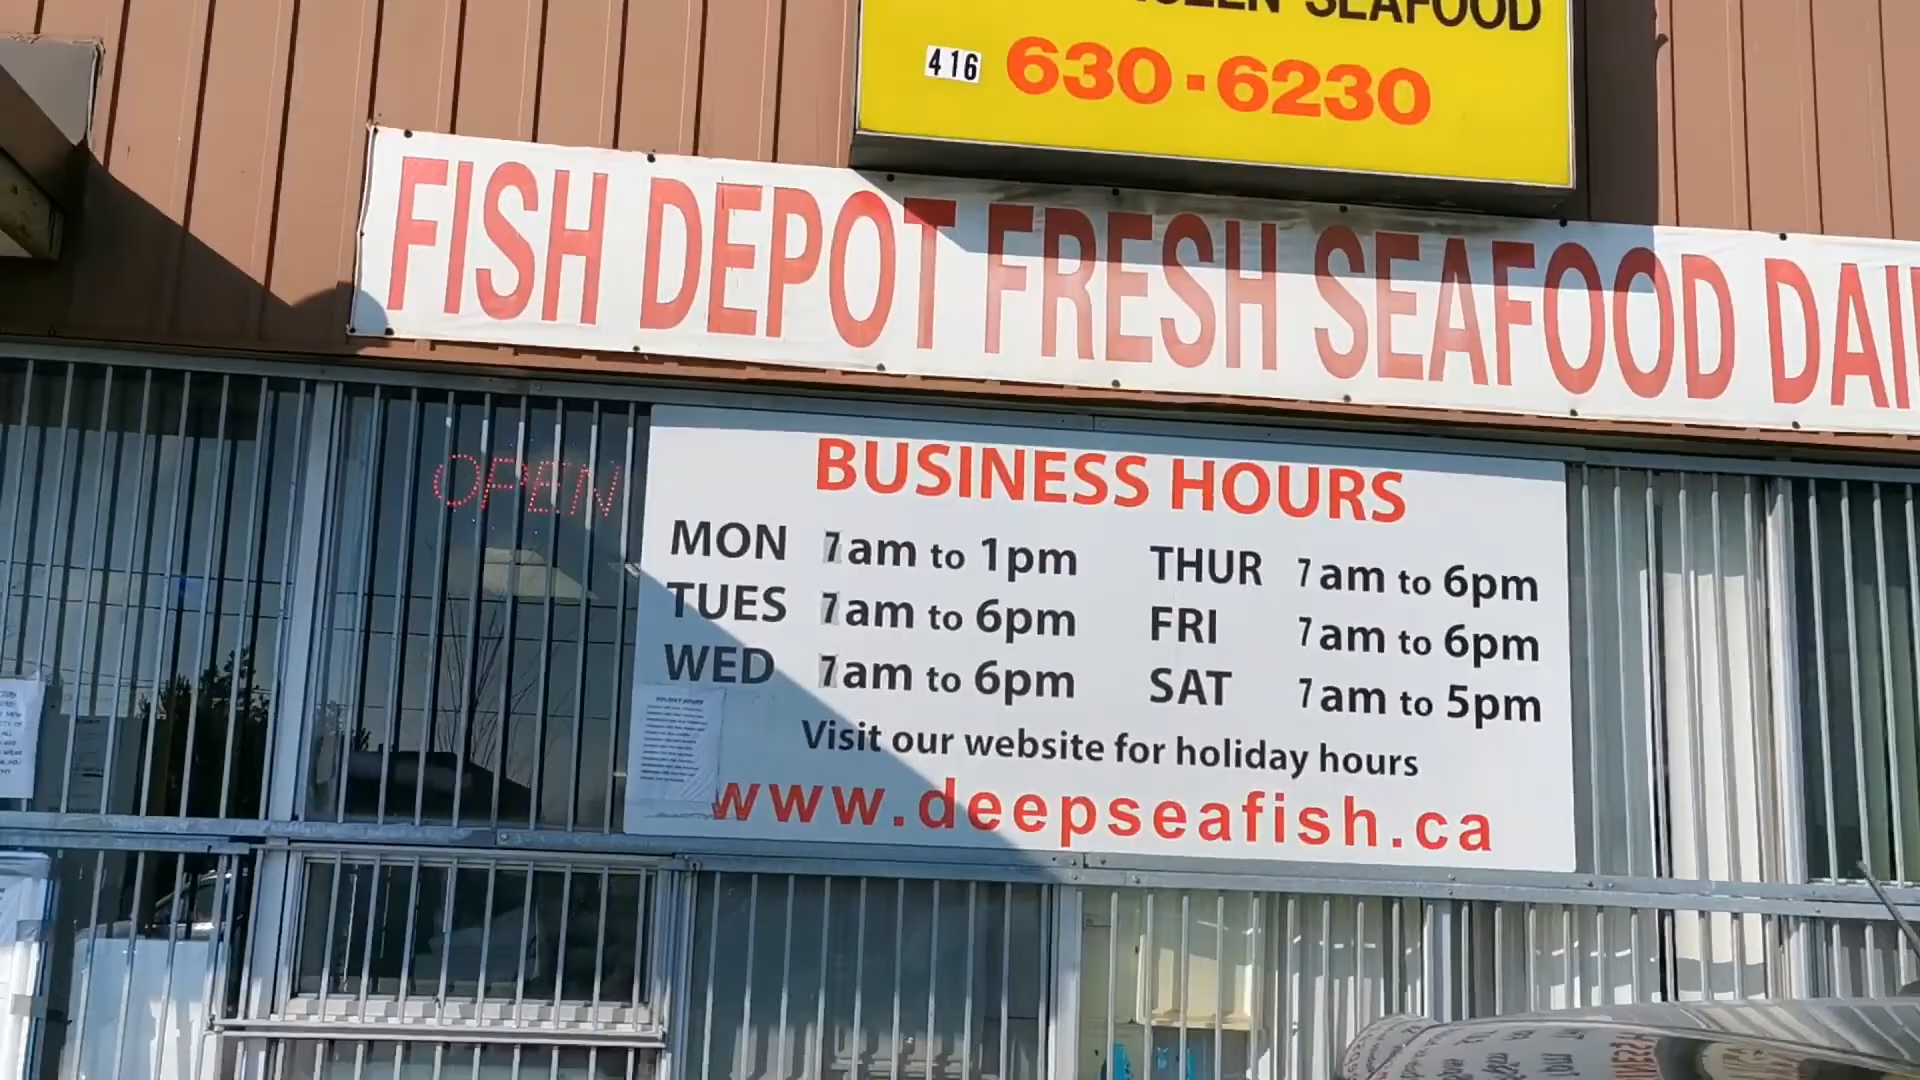 SEAFOOD
416 630-6230
FISH DEPOT FRESH SEAFOOD
OPEN
BUSINESS HOURS
MON 7am to 1pm
TUES 7am to 6pm
WED 7am to 6pm
THUR 7am to 6pm
FRI 7am to 6pm
SAT 7am to 5pm
Visit our website for holiday hours
www.deepseafish.ca